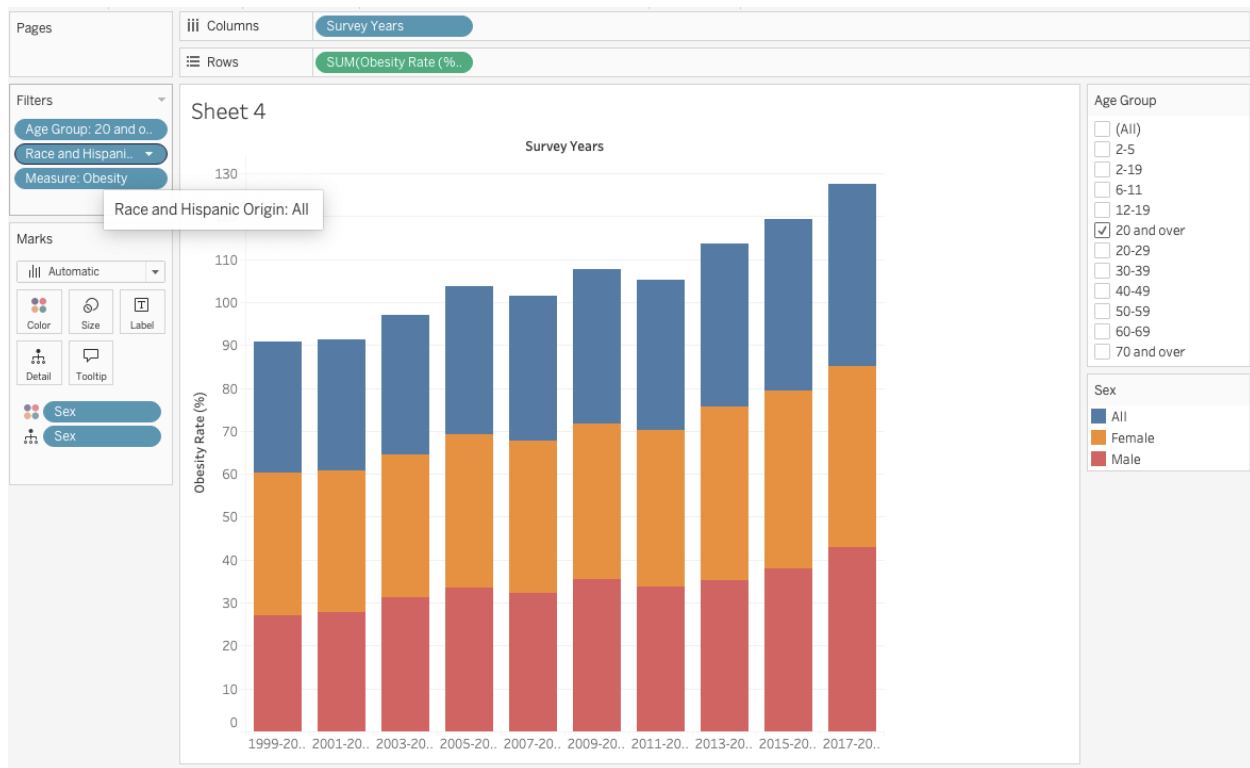 Pages
Columns
Survey Years
Rows
SUM(Obesity Rate (%..
Filters
Age Group: 20 and o..
Race and Hispani..
Measure: Obesity
Race and Hispanic Origin: All
Marks
Automatic
Color
Size
Label
Detail
Tooltip
Sex
Sex
Sheet 4
Survey Years
Obesity Rate (%)
130
110
100
90
80
70
60
50
40
30
20
10
0
1999-20.. 2001-20.. 2003-20.. 2005-20.. 2007-20.. 2009-20.. 2011-20.. 2013-20.. 2015-20.. 2017-20..
Age Group
(All)
2-5
2-19
6-11
12-19
20 and over
20-29
30-39
40-49
50-59
60-69
70 and over
Sex
All
Female
Male